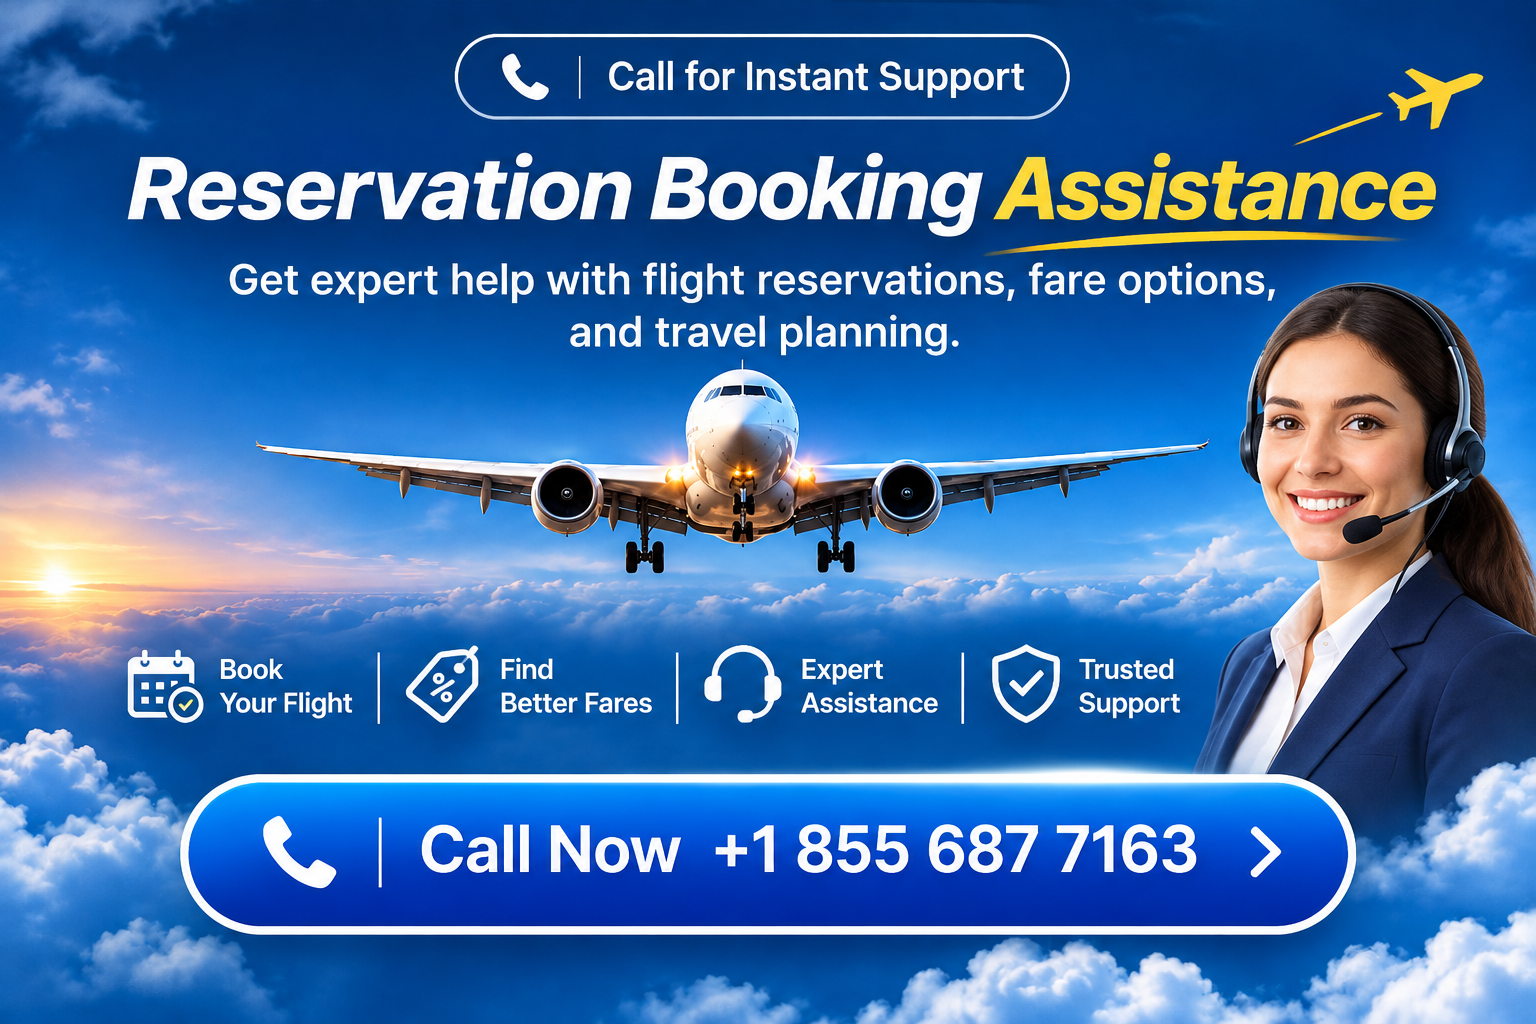 Call for Instant Support
Reservation Booking Assistance
Get expert help with flight reservations, fare options,
and travel planning.
Book
Your Flight
Find
Better Fares
Expert
Assistance
Trusted
Support
Call Now +1 855 687 7163